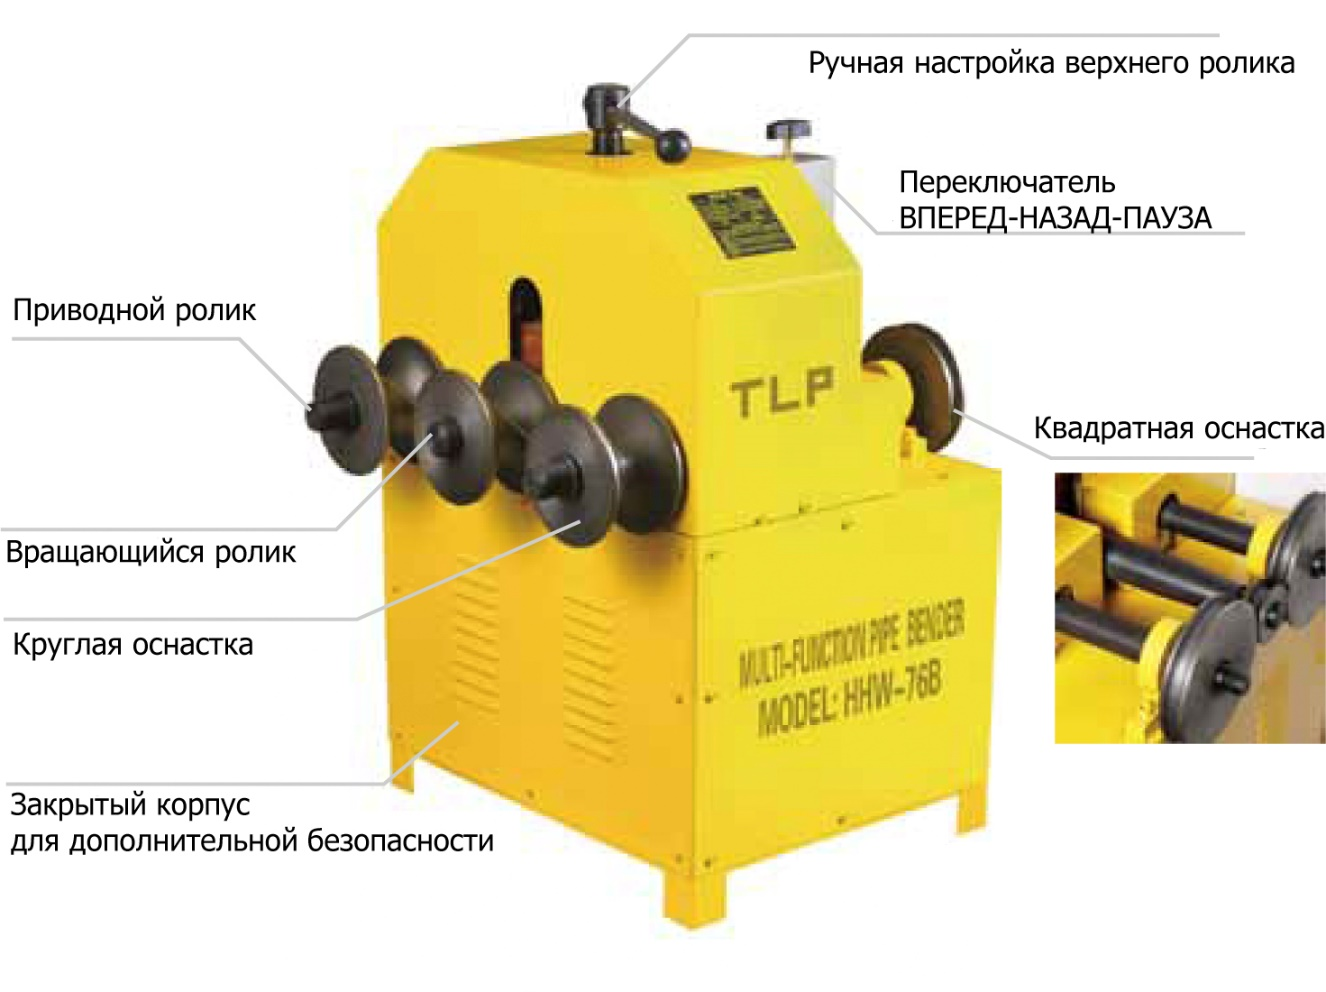 Ручная настройка верхнего ролика
Переключатель
ВПЕРЕД-НАЗАД-ПАУЗА
Приводной ролик
TLP
Квадратная оснастка
Вращающийся ролик
Круглая оснастка
MULTI-FUNCTION PIPE BENDER
MODEL: HHW-76B
Закрытый корпус
для дополнительной безопасности